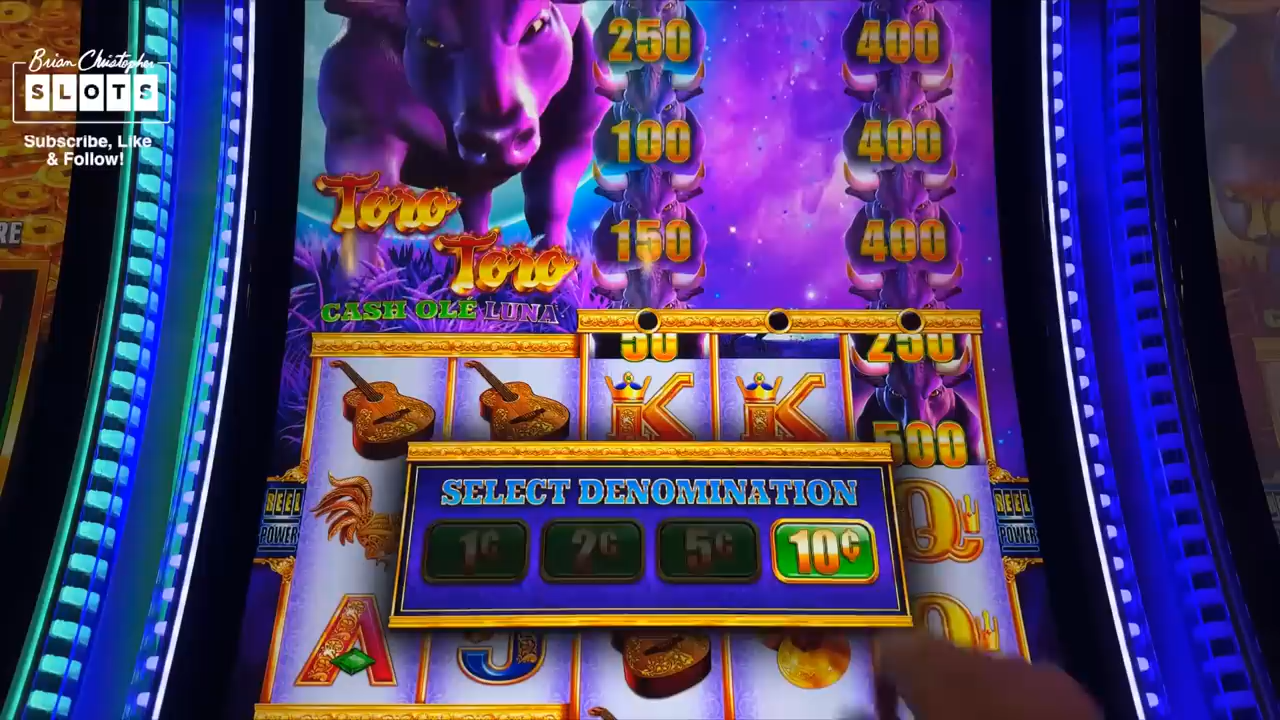 Brian Christopher
SLOTS
Subscribe, Like
& Follow!
250
400
100
400
150
400
Toro
Toro
CASH OLÉ LUNA
50
250
K
K
500
SELECT DENOMINATION
1¢ 2¢ 5¢ 10¢
REEL
POWER
REEL
POWER
Q
Q
A
J
RE